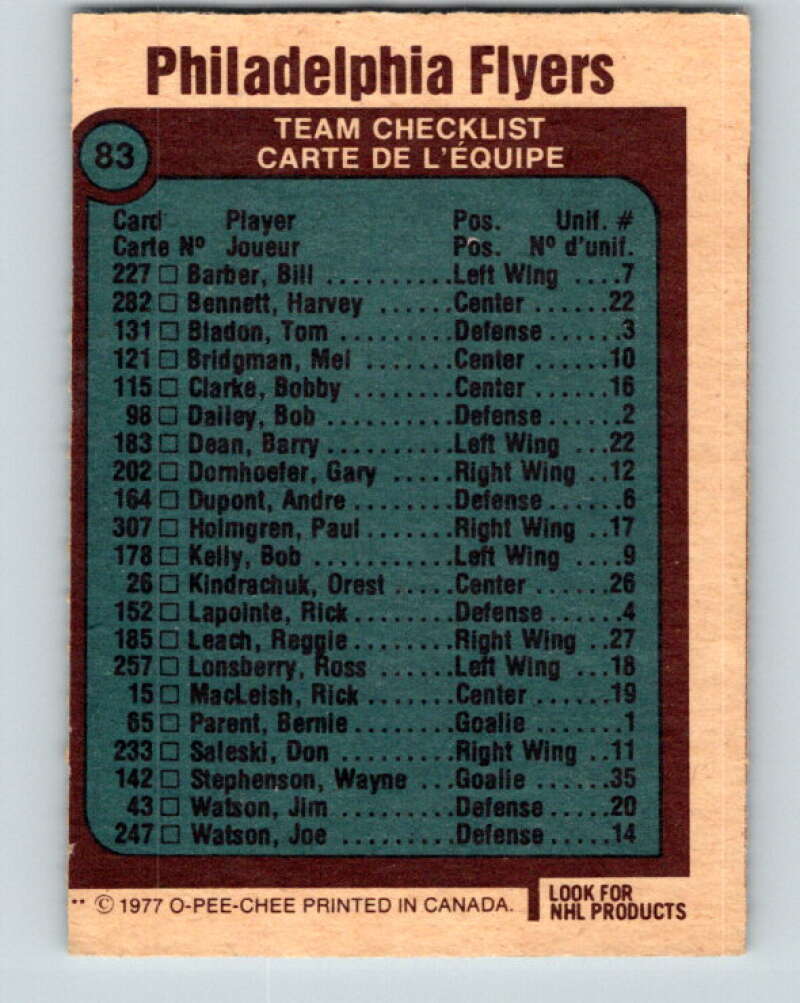 Philadelphia Flyers
83
TEAM CHECKLIST
CARTE DE L'ÉQUIPE
Card Player Pos. Unif. #
Carte Nº Joueur Pos. Nº d'unif.
227 □ Barber, Bill ..........Left Wing ....7
282 □ Bennett, Harvey ......Center ......22
131 □ Bladon, Tom .........Defense......3
121 □ Bridgman, Mel .......Center ......10
115 □ Clarke, Bobby ........Center ......16
98 □ Dailey, Bob ..........Defense......2
183 □ Dean, Barry..........Left Wing ...22
202 □ Dornhoefer, Gary .....Right Wing ..12
164 □ Dupont, Andre ........Defense......6
307 □ Holmgren, Paul.......Right Wing ..17
178 □ Kelly, Bob ...........Left Wing ....9
26 □ Kindrachuk, Orest .....Center ......26
152 □ Lapointe, Rick........Defense......4
185 □ Leach, Reggie........Right Wing ..27
257 □ Lonsberry, Ross ......Left Wing ...18
15 □ MacLeish, Rick.......Center ......19
65 □ Parent, Bernie........Goalie.......1
233 □ Saleski, Don .........Right Wing ..11
142 □ Stephenson, Wayne ...Goalie......35
43 □ Watson, Jim .........Defense.....20
247 □ Watson, Joe .........Defense.....14
** © 1977 O-PEE-CHEE PRINTED IN CANADA.
LOOK FOR
NHL PRODUCTS